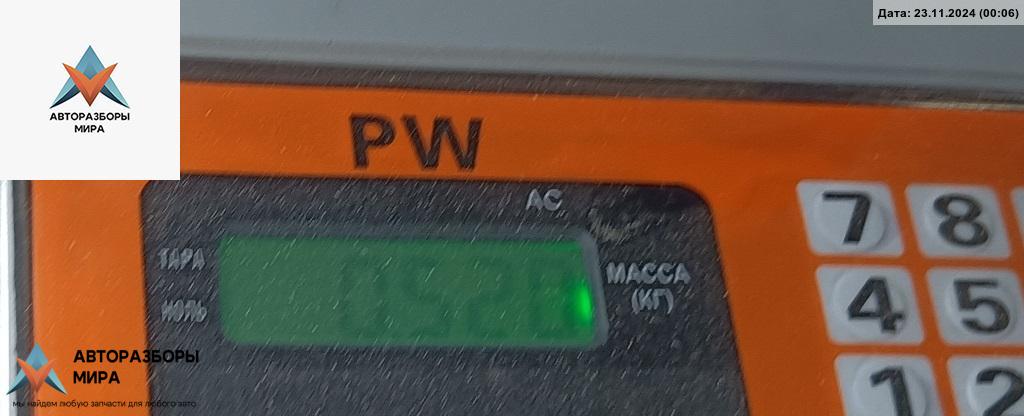 Дата: 23.11.2024 (00:06)
АВТОРАЗБОРЫ
МИРА
PW
AC
7 8
ТАРА
МАССА
(КГ)
НОЛЬ
4 5
АВТОРАЗБОРЫ
МИРА
мы найдем любую запчасти для любого авто
1 2